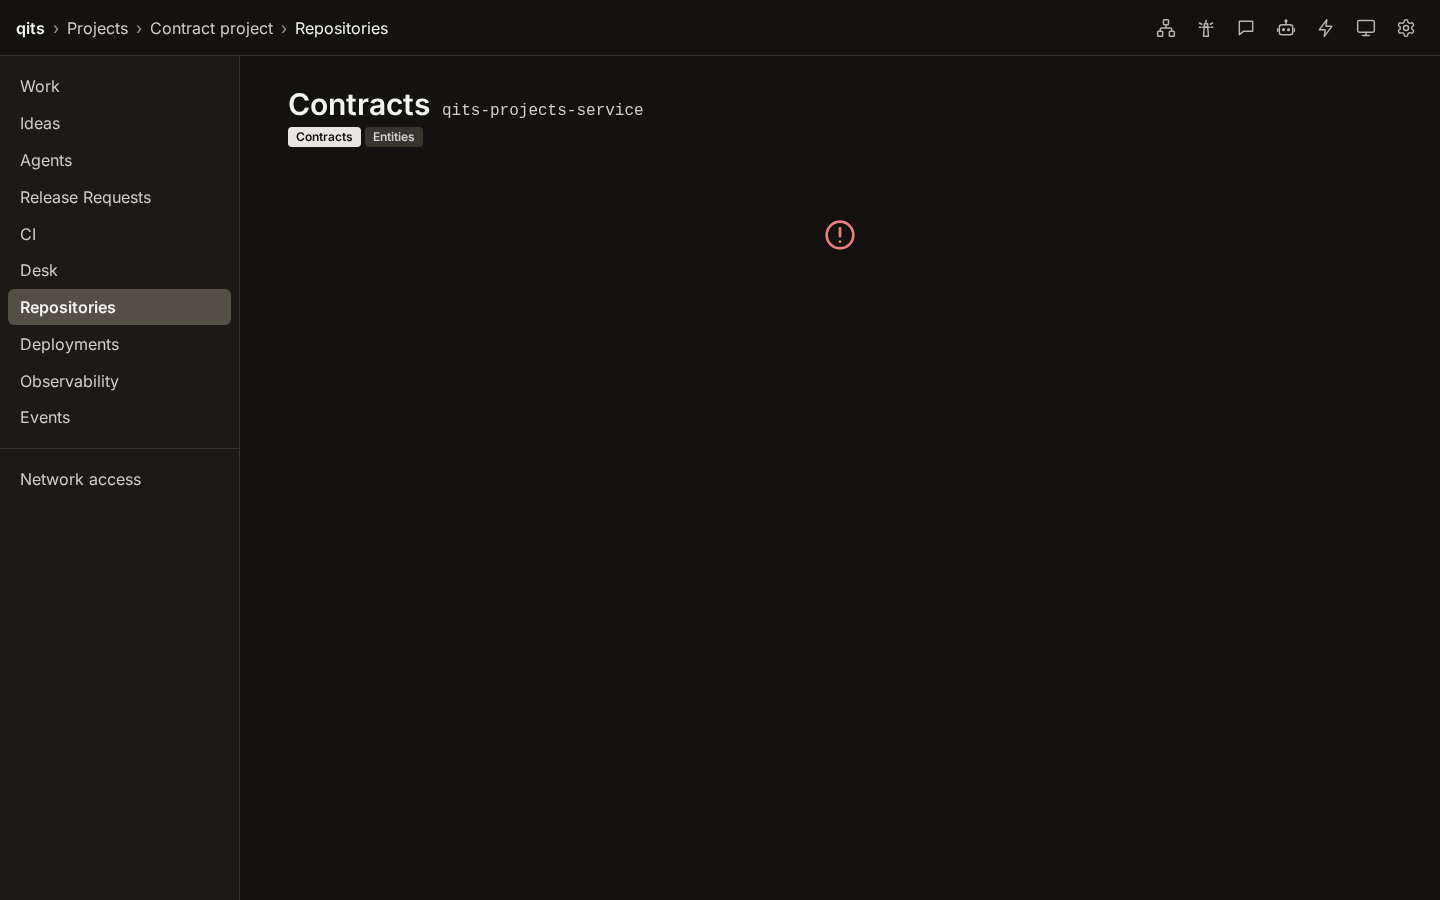 qits › Projects › Contract project › Repositories
Work
Ideas
Agents
Release Requests
CI
Desk
Repositories
Deployments
Observability
Events
Network access
Contracts qits-projects-service
Contracts Entities